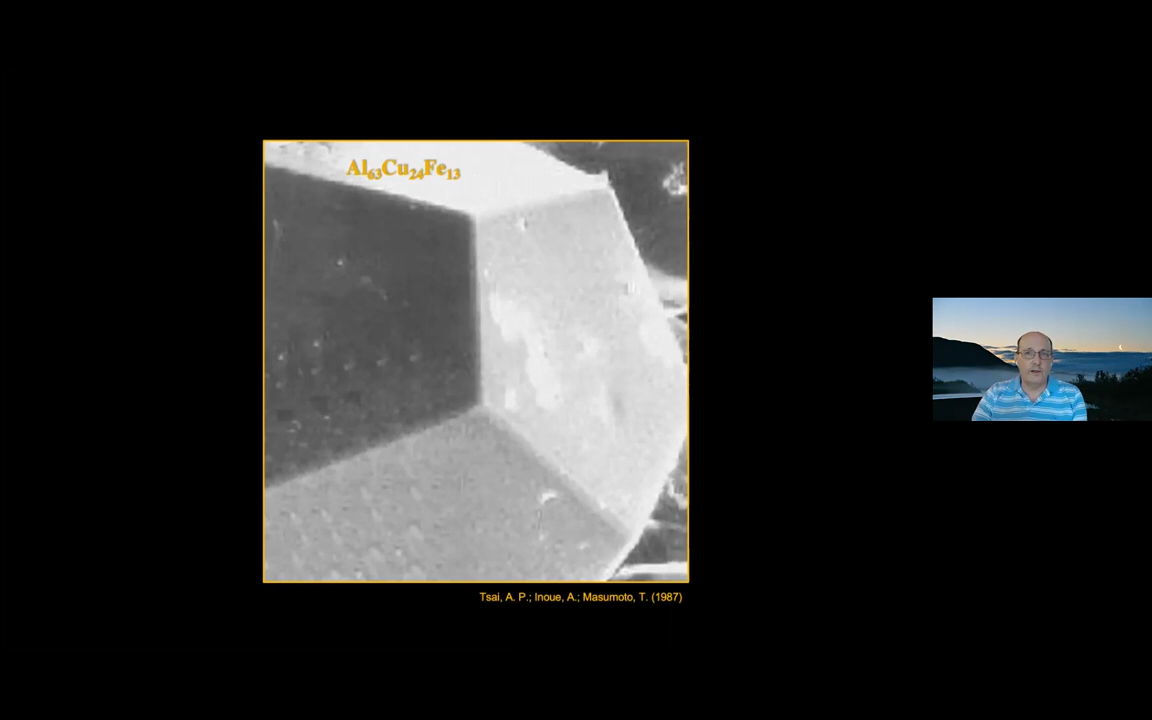 Al₆₃Cu₂₄Fe₁₃
Tsai, A. P.; Inoue, A.; Masumoto, T. (1987)